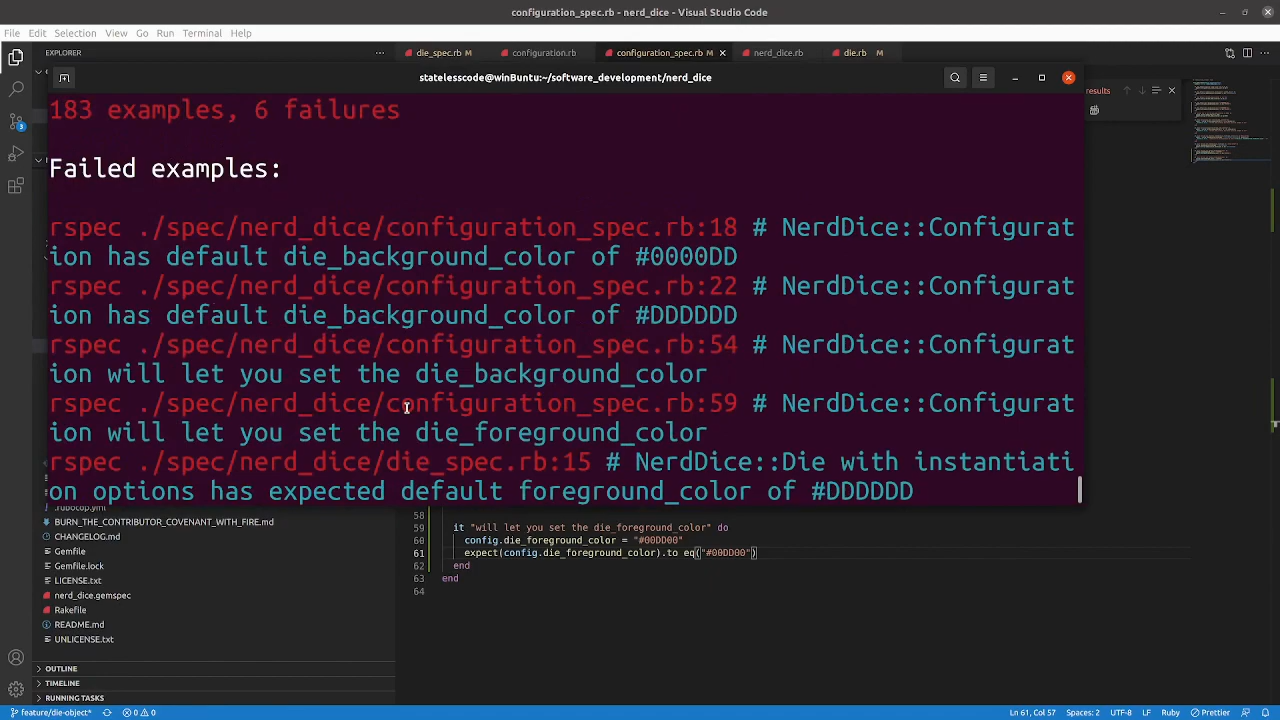 configuration_spec.rb - nerd_dice - Visual Studio Code
File Edit Selection View Go Run Terminal Help
EXPLORER
die_spec.rb M configuration.rb configuration_spec.rb M nerd_dice.rb die.rb M
statelesscode@winBuntu:~/software_development/nerd_dice
results
183 examples, 6 failures
Failed examples:
rspec ./spec/nerd_dice/configuration_spec.rb:18 # NerdDice::Configurat
ion has default die_background_color of #0000DD
rspec ./spec/nerd_dice/configuration_spec.rb:22 # NerdDice::Configurat
ion has default die_background_color of #DDDDDD
rspec ./spec/nerd_dice/configuration_spec.rb:54 # NerdDice::Configurat
ion will let you set the die_background_color
rspec ./spec/nerd_dice/configuration_spec.rb:59 # NerdDice::Configurat
ion will let you set the die_foreground_color
rspec ./spec/nerd_dice/die_spec.rb:15 # NerdDice::Die with instantiati
on options has expected default foreground_color of #DDDDDD
.rubocop.yml
BURN_THE_CONTRIBUTOR_COVENANT_WITH_FIRE.md
CHANGELOG.md
Gemfile
Gemfile.lock
LICENSE.txt
nerd_dice.gemspec
Rakefile
README.md
UNLICENSE.txt
OUTLINE
TIMELINE
RUNNING TASKS
58
59 it "will let you set the die_foreground_color" do
60 config.die_foreground_color = "#00DD00"
61 expect(config.die_foreground_color).to eq("#00DD00")
62 end
63 end
64
3
feature/die-object* 0 0 Ln 61, Col 57 Spaces: 2 UTF-8 LF Ruby Prettier